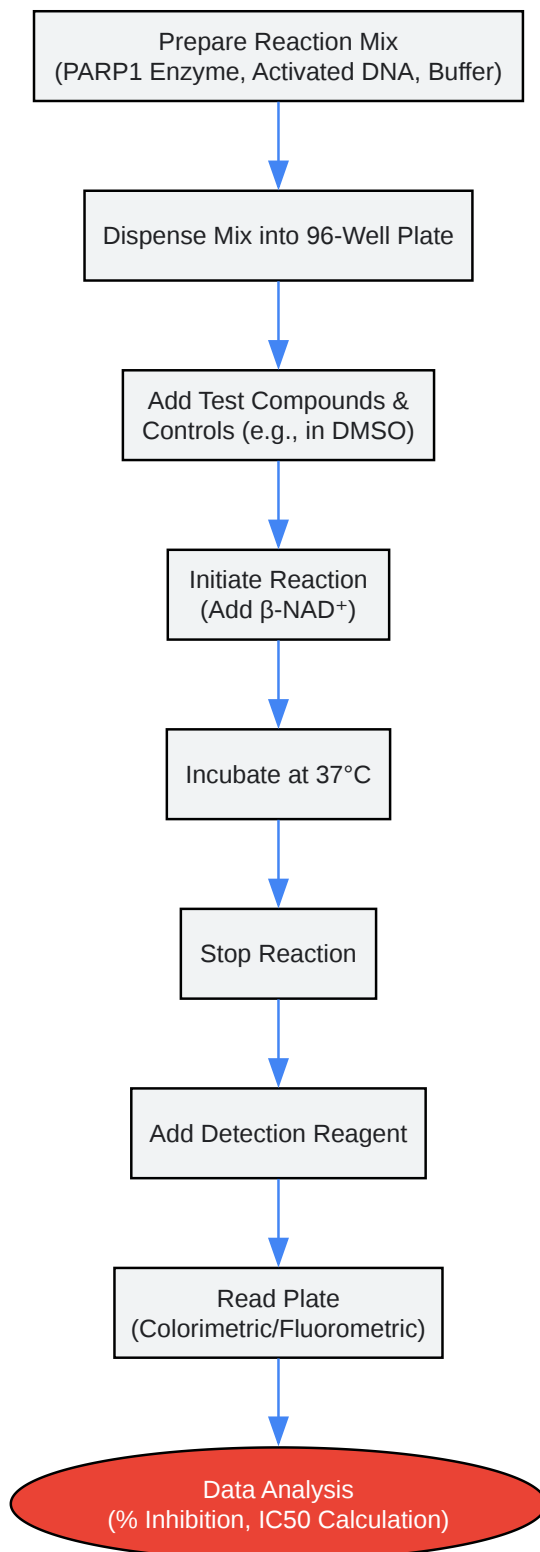 Prepare Reaction Mix
(PARP1 Enzyme, Activated DNA, Buffer)
Dispense Mix into 96-Well Plate
Add Test Compounds &
Controls (e.g., in DMSO)
Initiate Reaction
(Add β-NAD⁺)
Incubate at 37°C
Stop Reaction
Add Detection Reagent
Read Plate
(Colorimetric/Fluorometric)
Data Analysis
(% Inhibition, IC50 Calculation)